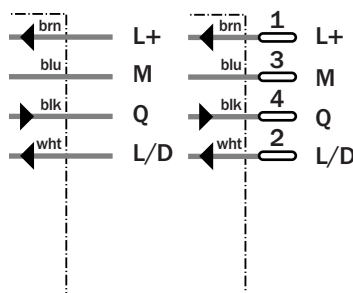 brn L+
blu M
blk Q
wht L/D
brn 1 L+
blu 3 M
blk 4 Q
wht 2 L/D